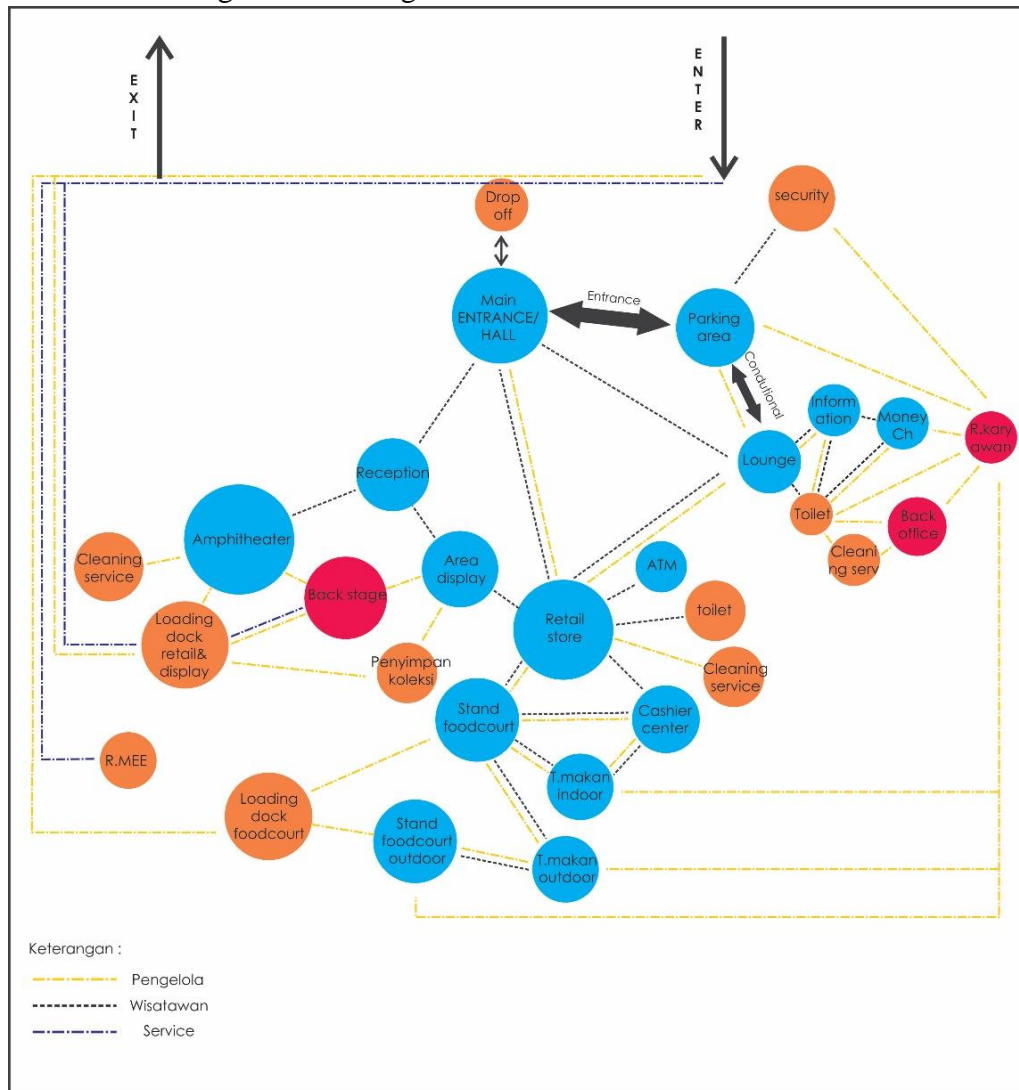 EXIT
ENTER
Drop
off
security
Main
ENTRANCE/
HALL
Entrance
Parking
area
Condutional
Inform
ation
Money
Ch
R.kary
awan
Lounge
Reception
Toilet
Back
office
Amphitheater
Cleaning
service
Area
display
ATM
Cleani
ng serv
Back stage
toilet
Retail
store
Loading
dock
retail&
display
Penyimpan
koleksi
Cleaning
service
Stand
foodcourt
Cashier
center
R.MEE
T.makan
indoor
Loading
dock
foodcourt
Stand
foodcourt
outdoor
T.makan
outdoor
Keterangan :
Pengelola
Wisatawan
Service